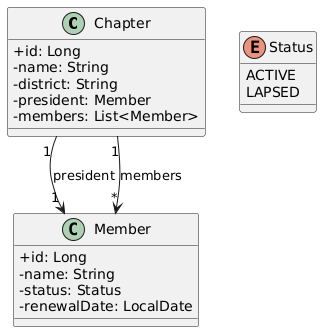 C Chapter
+id: Long
-name: String
-district: String
-president: Member
-members: List<Member>
E Status
ACTIVE
LAPSED
1 1
president members
1 *
C Member
+id: Long
-name: String
-status: Status
-renewalDate: LocalDate